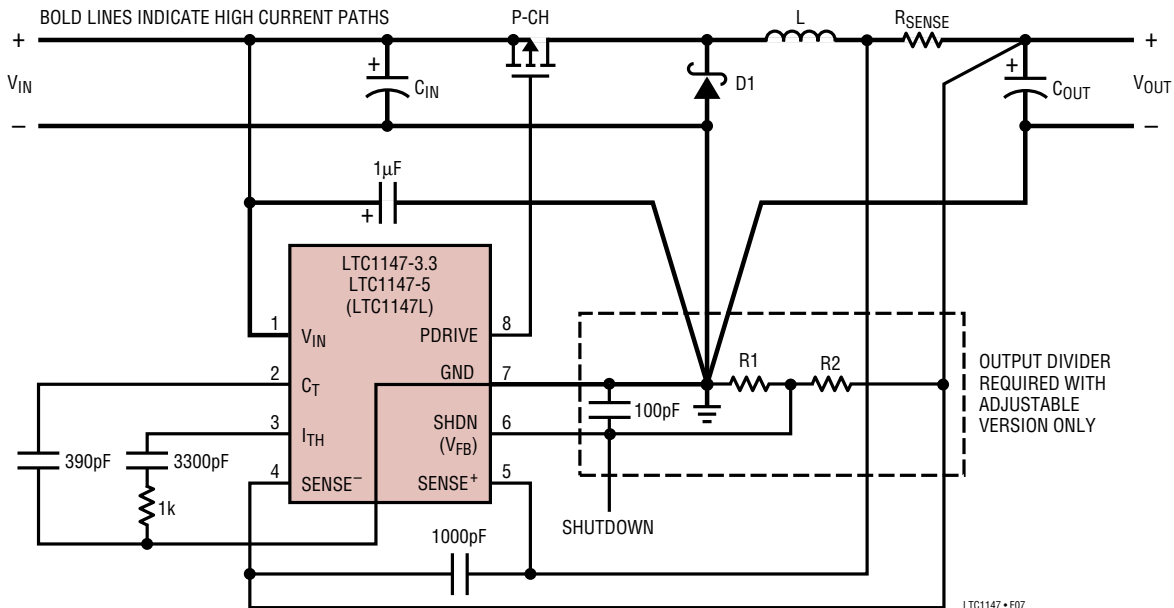 BOLD LINES INDICATE HIGH CURRENT PATHS
P-CH
L
RSENSE
+
+
VIN
–
+
CIN
D1
+
COUT
VOUT
–
1µF
+
LTC1147-3.3
LTC1147-5
(LTC1147L)
1
VIN
PDRIVE
8
2
CT
GND
7
3
ITH
SHDN
(VFB)
6
4
SENSE–
SENSE+
5
390pF
3300pF
1k
1000pF
100pF
R1
R2
SHUTDOWN
OUTPUT DIVIDER
REQUIRED WITH
ADJUSTABLE
VERSION ONLY
LTC1147 • F07